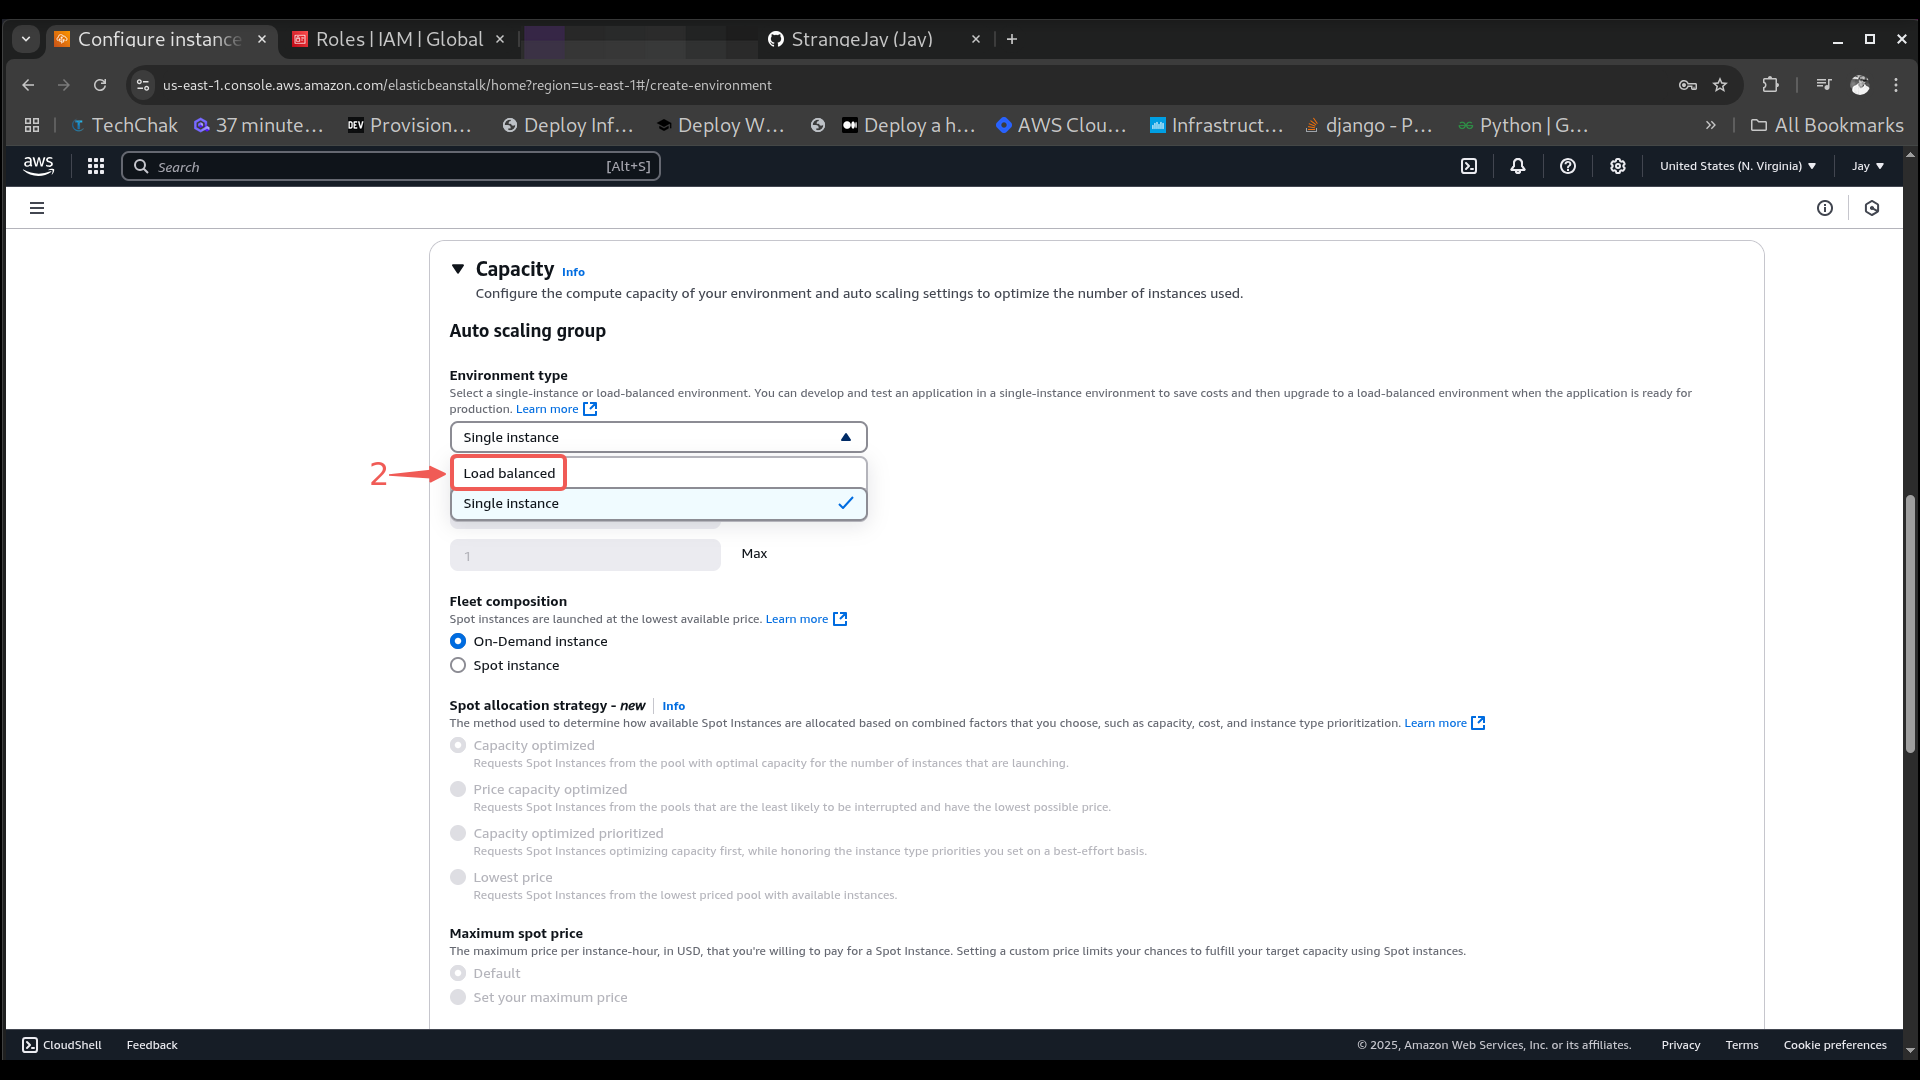 Configure instance
Roles | IAM | Global
StrangeJay (Jay)
us-east-1.console.aws.amazon.com/elasticbeanstalk/home?region=us-east-1#/create-environment
TechChak
37 minute...
DEV
Provision...
Deploy Inf...
Deploy W...
Deploy a h...
AWS Clou...
Infrastruct...
django - P...
Python | G...
All Bookmarks
aws
Search
[Alt+S]
United States (N. Virginia)
Jay
Capacity Info
Configure the compute capacity of your environment and auto scaling settings to optimize the number of instances used.
Auto scaling group
Environment type
Select a single-instance or load-balanced environment. You can develop and test an application in a single-instance environment to save costs and then upgrade to a load-balanced environment when the application is ready for
production. Learn more
Single instance
2
Load balanced
Single instance
1
Max
Fleet composition
Spot instances are launched at the lowest available price. Learn more
On-Demand instance
Spot instance
Spot allocation strategy - new Info
The method used to determine how available Spot Instances are allocated based on combined factors that you choose, such as capacity, cost, and instance type prioritization. Learn more
Capacity optimized
Requests Spot Instances from the pool with optimal capacity for the number of instances that are launching.
Price capacity optimized
Requests Spot Instances from the pools that are the least likely to be interrupted and have the lowest possible price.
Capacity optimized prioritized
Requests Spot Instances optimizing capacity first, while honoring the instance type priorities you set on a best-effort basis.
Lowest price
Requests Spot Instances from the lowest priced pool with available instances.
Maximum spot price
The maximum price per instance-hour, in USD, that you're willing to pay for a Spot Instance. Setting a custom price limits your chances to fulfill your target capacity using Spot instances.
Default
Set your maximum price
CloudShell
Feedback
© 2025, Amazon Web Services, Inc. or its affiliates.
Privacy
Terms
Cookie preferences